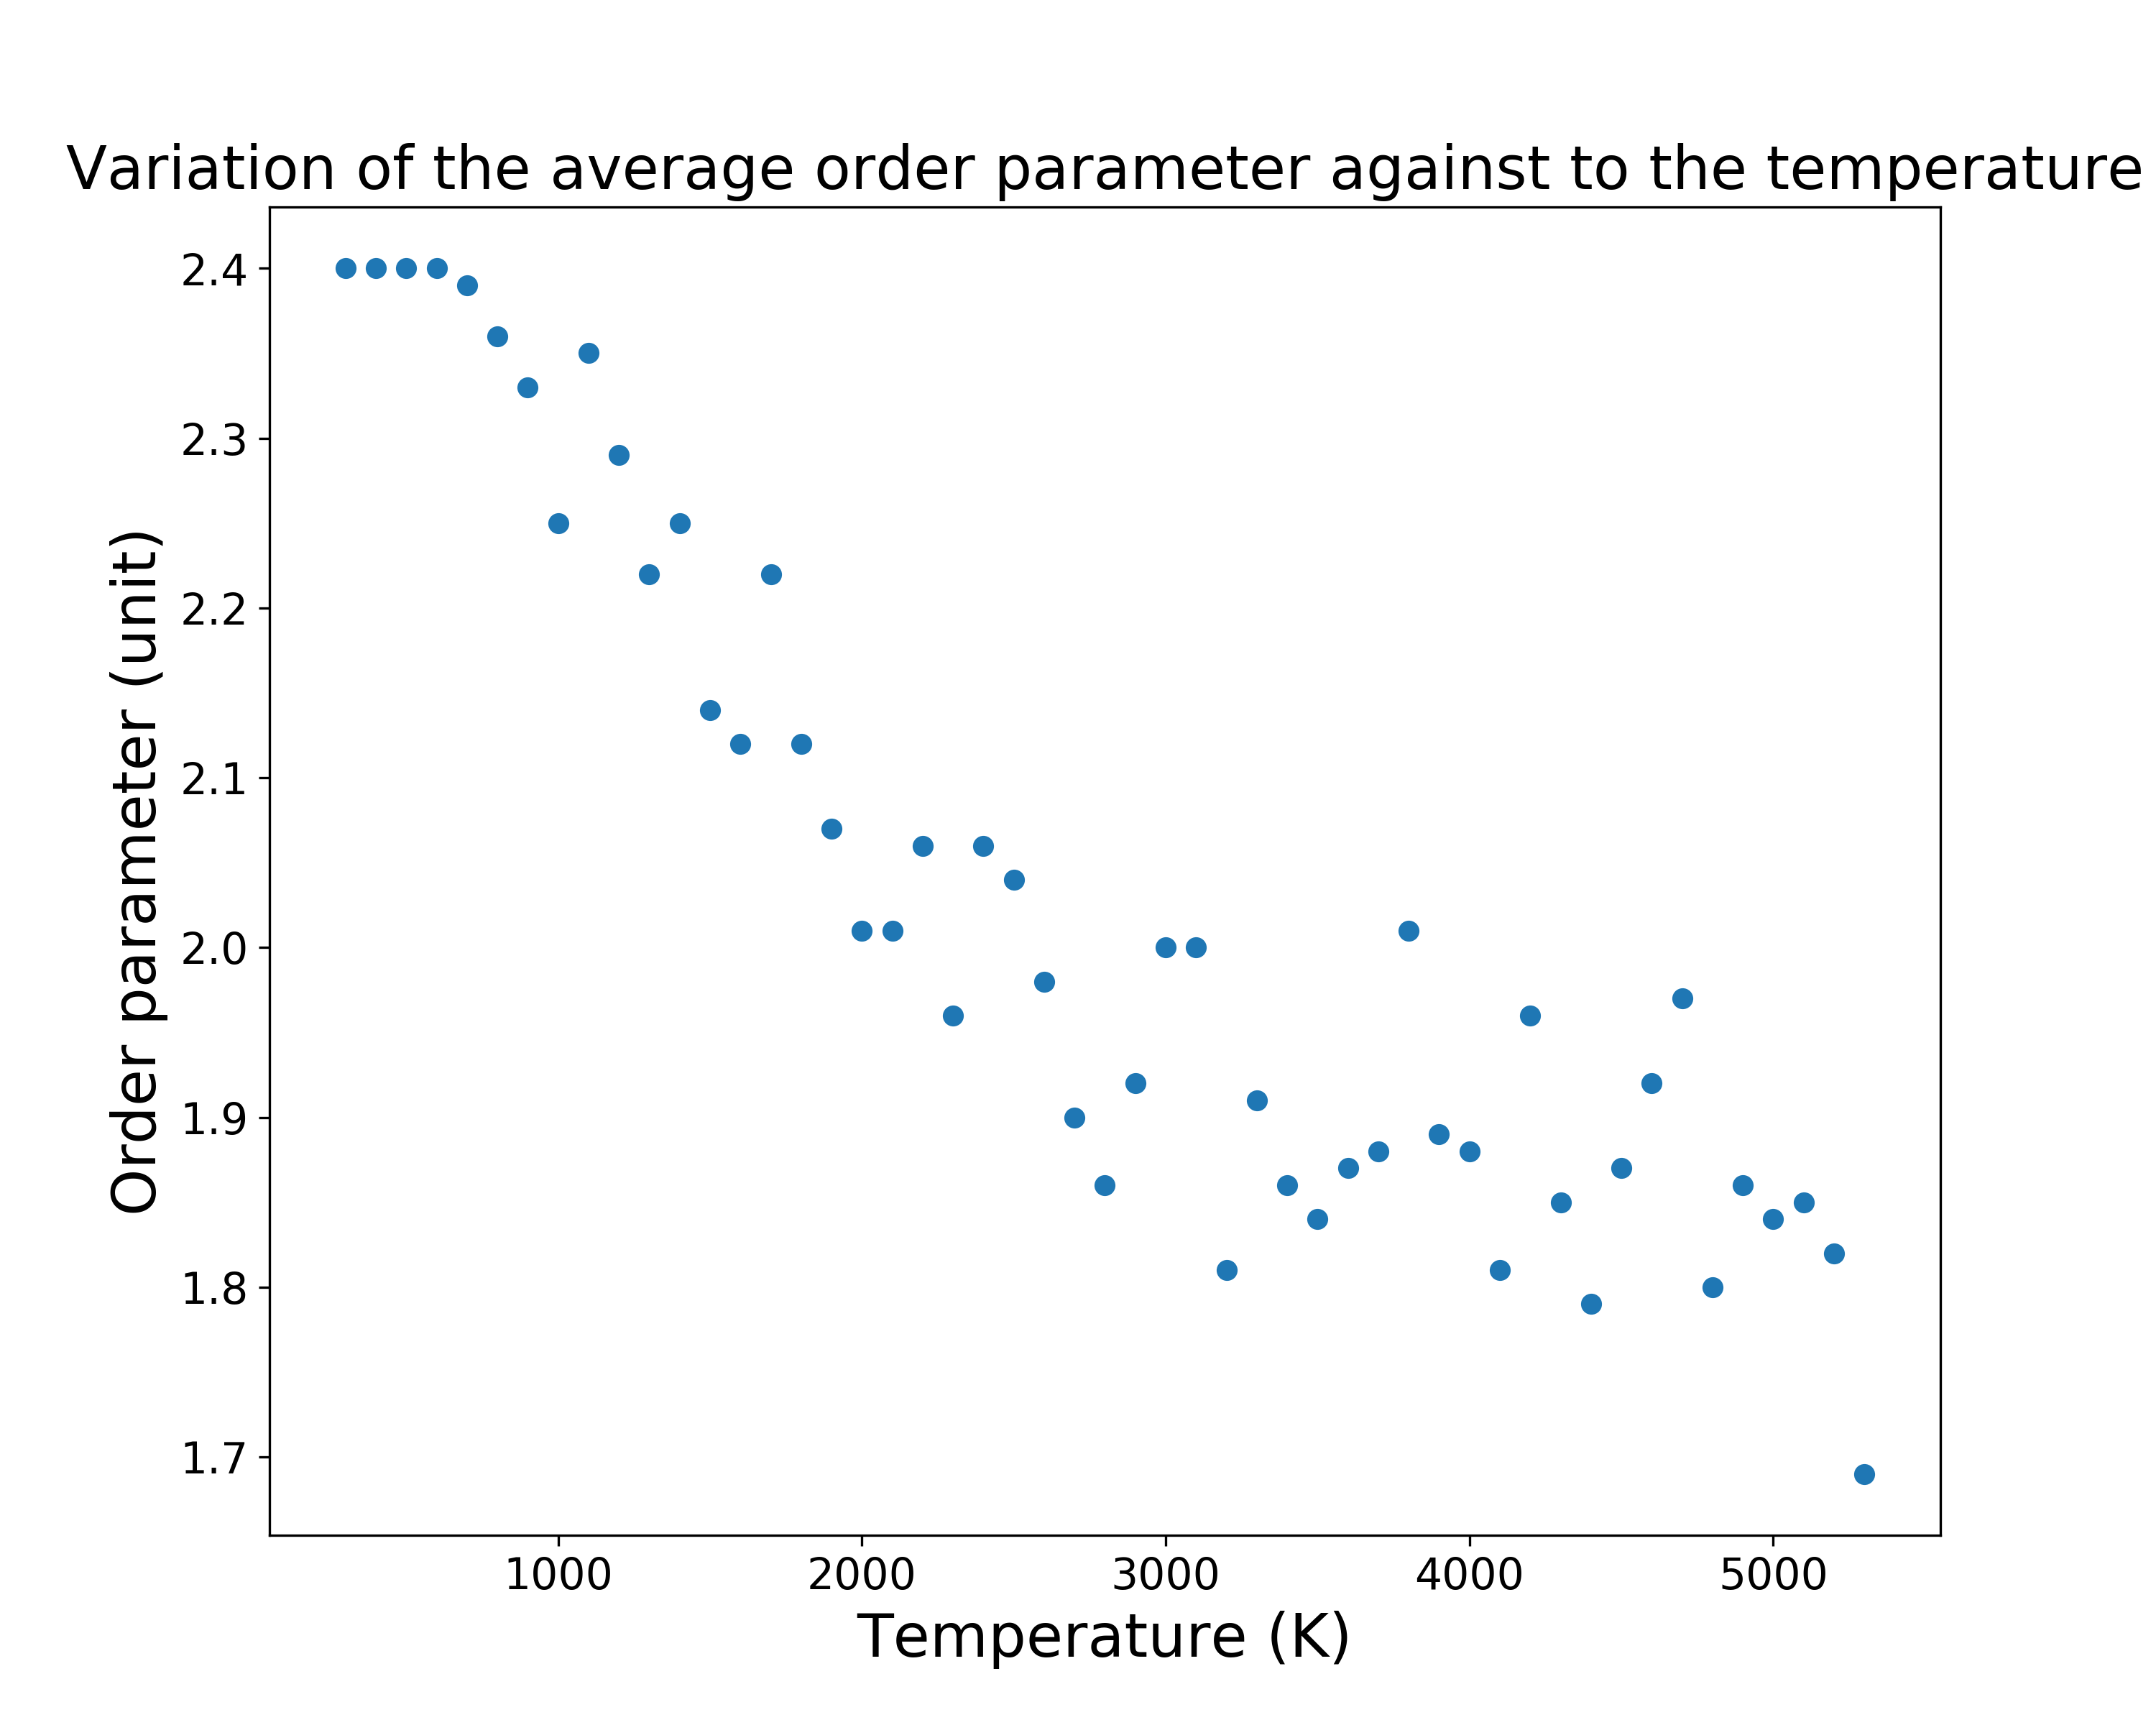 Variation of the average order parameter against to the temperature
Order parameter (unit)
2.4
2.3
2.2
2.1
2.0
1.9
1.8
1.7
1000 2000 3000 4000 5000
Temperature (K)